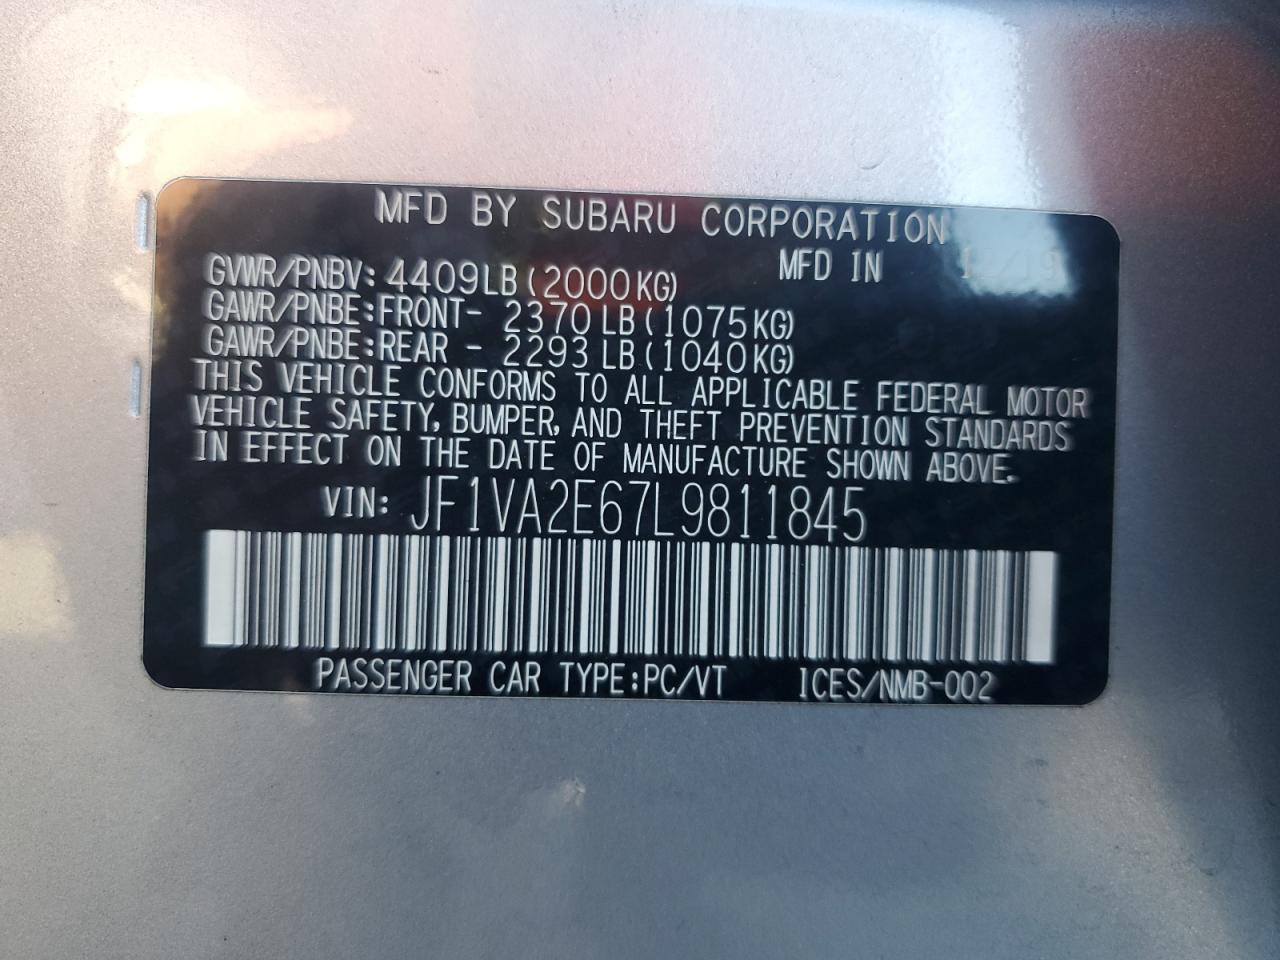 MFD BY SUBARU CORPORATION
MFD IN
GVWR/PNBV: 4409LB (2000KG)
GAWR/PNBE:FRONT- 2370LB(1075KG)
GAWR/PNBE:REAR - 2293LB(1040KG)
THIS VEHICLE CONFORMS TO ALL APPLICABLE FEDERAL MOTOR
VEHICLE SAFETY, BUMPER, AND THEFT PREVENTION STANDARDS
IN EFFECT ON THE DATE OF MANUFACTURE SHOWN ABOVE.
VIN: JF1VA2E67L9811845
PASSENGER CAR TYPE:PC/VT ICES/NMB-002